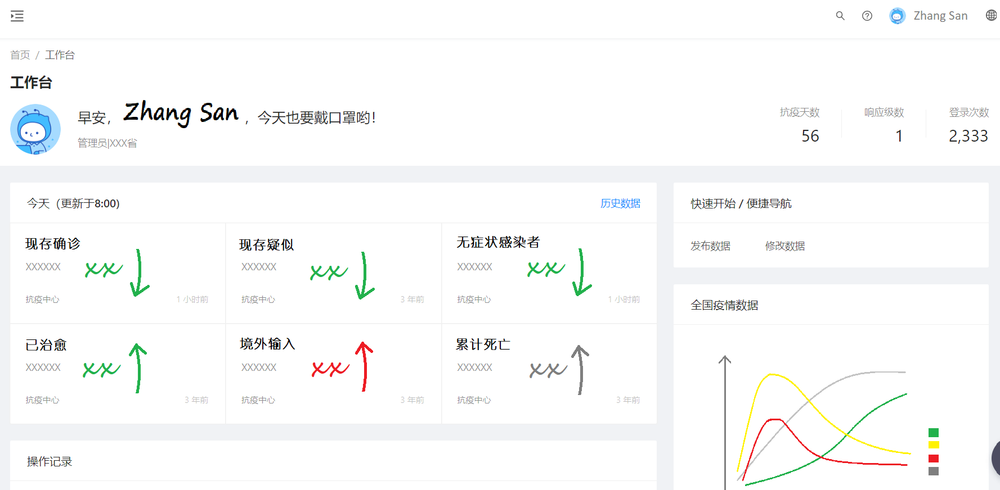 Zhang San
首页 / 工作台
工作台
早安，Zhang San，今天也要戴口罩哟！
管理员|XXX省
抗疫天数
56
响应级数
1
登录次数
2,333
今天（更新于8:00)
历史数据
现存确诊
XXXXXX
xx
抗疫中心
1 小时前
现存疑似
XXXXXX
xx
抗疫中心
3 年前
无症状感染者
XXXXXX
xx
抗疫中心
1 小时前
已治愈
XXXXXX
xx
抗疫中心
3 年前
境外输入
XXXXXX
xx
抗疫中心
3 年前
累计死亡
XXXXXX
xx
抗疫中心
3 年前
操作记录
快速开始 / 便捷导航
发布数据
修改数据
全国疫情数据